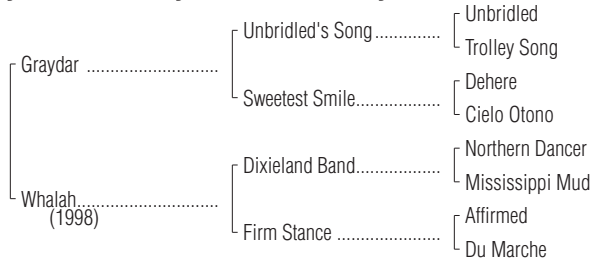 Unbridled
Unbridled's Song..............
Trolley Song
Graydar ............................
Dehere
Sweetest Smile..................
Cielo Otono
Northern Dancer
Dixieland Band..................
Mississippi Mud
Whalah..............................
(1998)
Affirmed
Firm Stance ......................
Du Marche